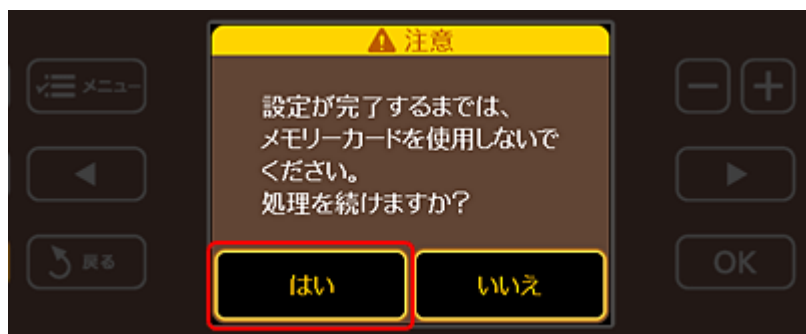 注意
メニュー
設定が完了するまでは、
メモリーカードを使用しないで
ください。
処理を続けますか?
戻る
はい
いいえ
OK